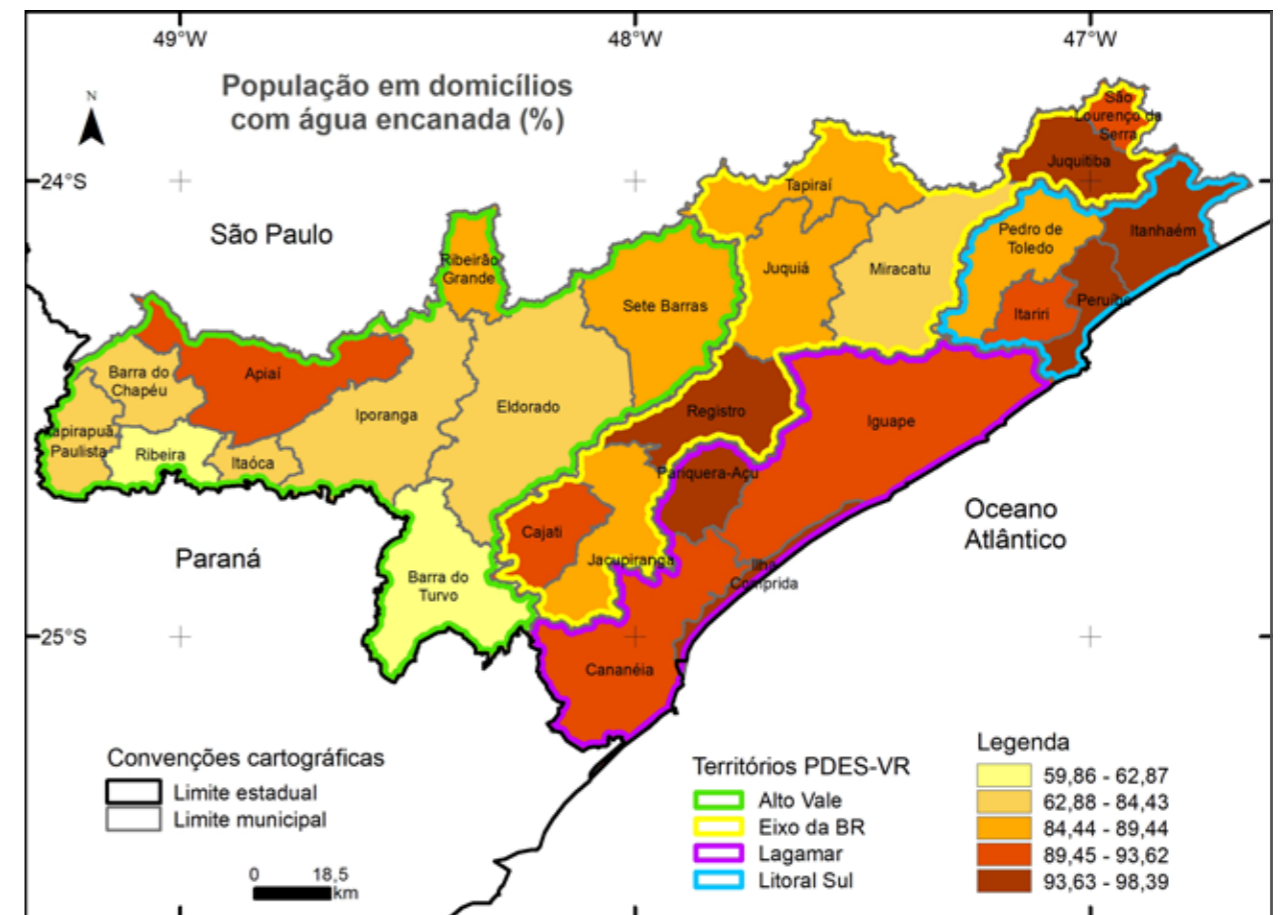 49°W
48°W
47°W
População em domicílios
com água encanada (%)
N
São
Lourenço da
Serra
Juquitiba
24°S
Tapiraí
São Paulo
Pedro de
Toledo
Itanhaém
Ribeirão
Grande
Juquiá
Miracatu
Sete Barras
Peruíbe
Itariri
Barra do
Chapéu
Apiaí
Iporanga
Eldorado
Registro
Iguape
Itapirapuã
Paulista
Ribeira
Itaóca
Pariquera-Açu
Oceano
Atlântico
Cajati
Paraná
Jacupiranga
Ilha
Comprida
Barra do
Turvo
25°S
Cananéia
Convenções cartográficas
Limite estadual
Limite municipal
0 18,5
km
Territórios PDES-VR
Alto Vale
Eixo da BR
Lagamar
Litoral Sul
Legenda
59,86 - 62,87
62,88 - 84,43
84,44 - 89,44
89,45 - 93,62
93,63 - 98,39